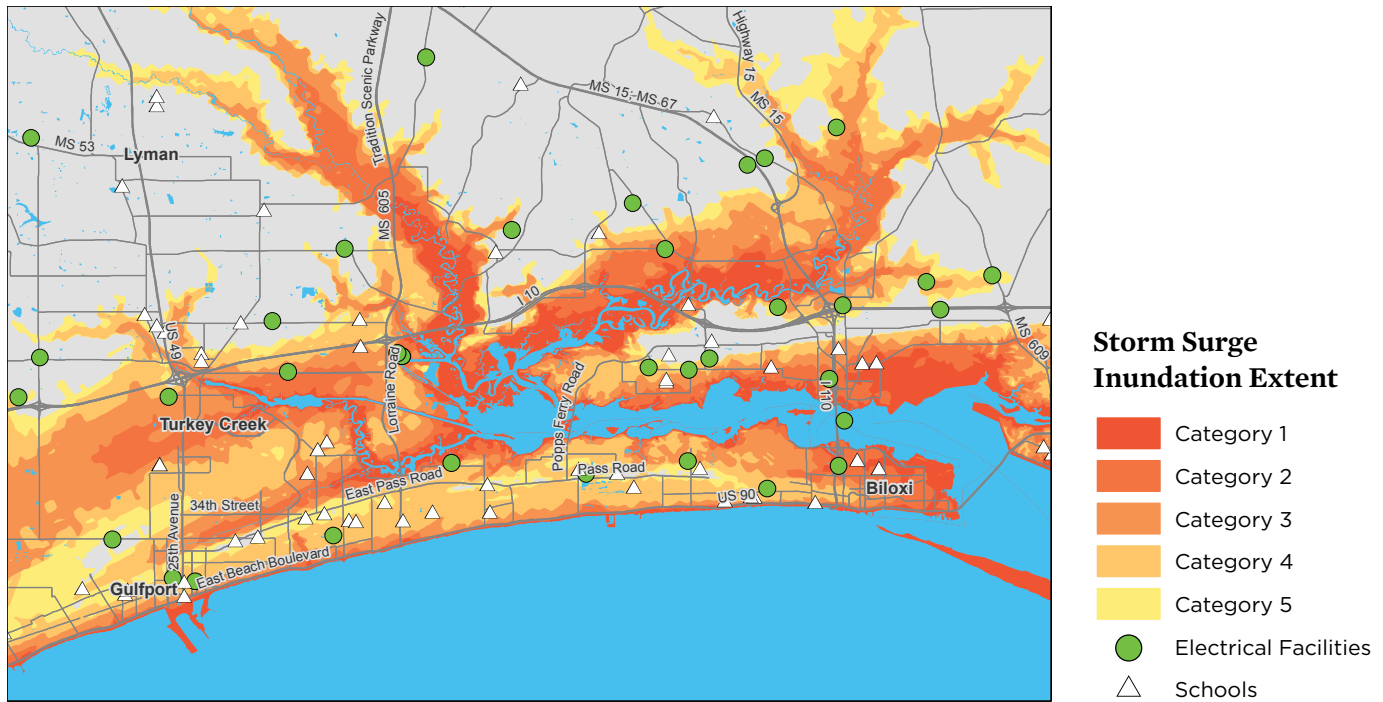 Tradition Scenic Parkway
Highway 15
MS 15; MS 67
MS 15
MS 53
Lyman
MS 605
I 10
US 49
MS 609
Lorraine Road
I 110
Turkey Creek
Popps Ferry Road
East Pass Road
Pass Road
Biloxi
US 90
34th Street
25th Avenue
East Beach Boulevard
Gulfport
Storm Surge
Inundation Extent
Category 1
Category 2
Category 3
Category 4
Category 5
Electrical Facilities
Schools